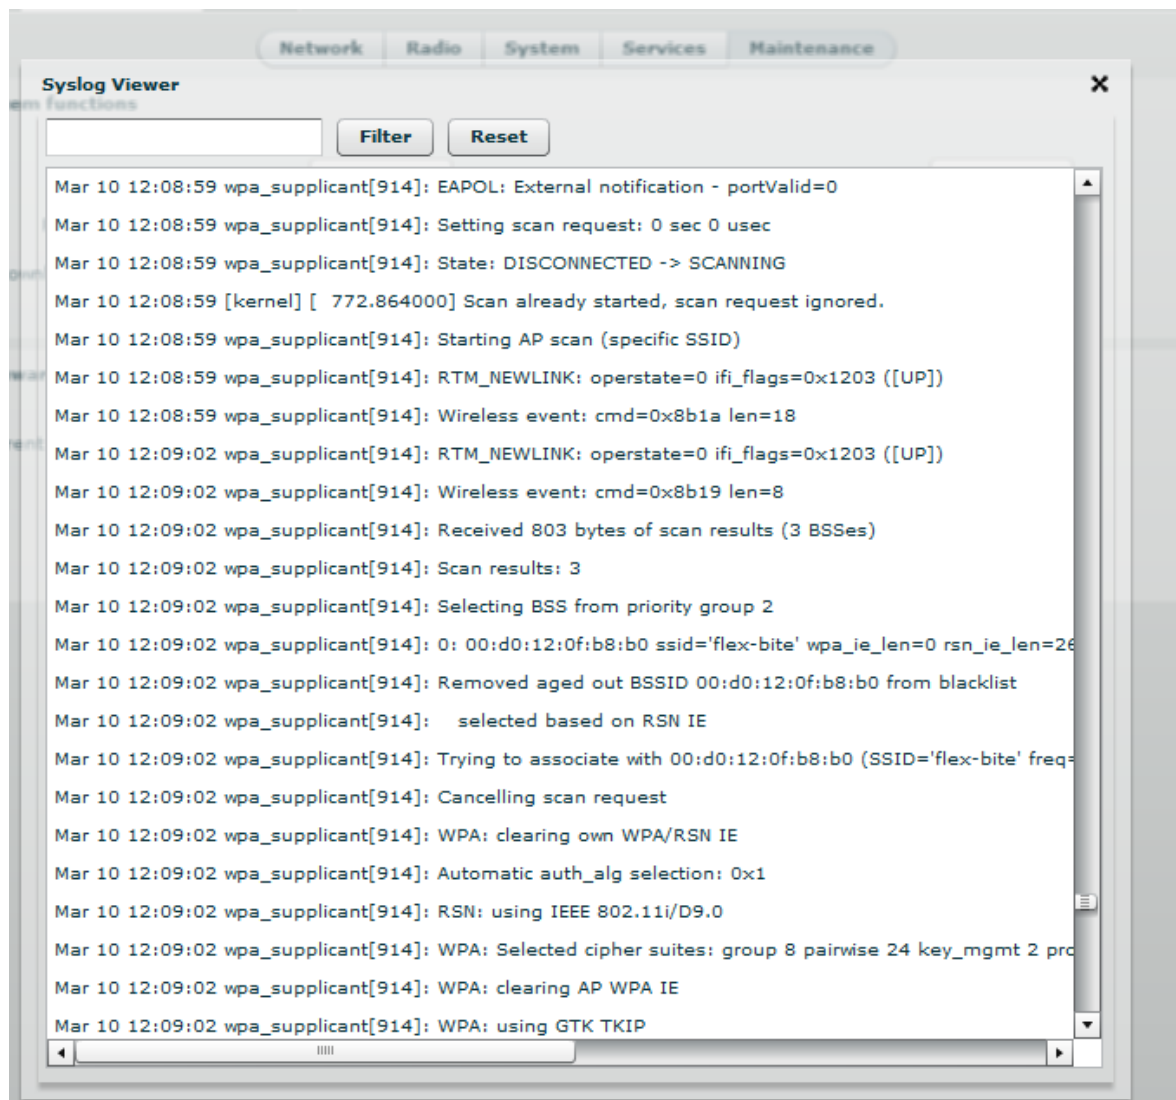 Network Radio System Services Maintenance
Syslog Viewer
em functions
Filter Reset
Mar 10 12:08:59 wpa_supplicant[914]: EAPOL: External notification - portValid=0
Mar 10 12:08:59 wpa_supplicant[914]: Setting scan request: 0 sec 0 usec
Mar 10 12:08:59 wpa_supplicant[914]: State: DISCONNECTED -> SCANNING
Mar 10 12:08:59 [kernel] [  772.864000] Scan already started, scan request ignored.
Mar 10 12:08:59 wpa_supplicant[914]: Starting AP scan (specific SSID)
Mar 10 12:08:59 wpa_supplicant[914]: RTM_NEWLINK: operstate=0 ifi_flags=0x1203 ([UP])
Mar 10 12:08:59 wpa_supplicant[914]: Wireless event: cmd=0x8b1a len=18
Mar 10 12:09:02 wpa_supplicant[914]: RTM_NEWLINK: operstate=0 ifi_flags=0x1203 ([UP])
Mar 10 12:09:02 wpa_supplicant[914]: Wireless event: cmd=0x8b19 len=8
Mar 10 12:09:02 wpa_supplicant[914]: Received 803 bytes of scan results (3 BSSes)
Mar 10 12:09:02 wpa_supplicant[914]: Scan results: 3
Mar 10 12:09:02 wpa_supplicant[914]: Selecting BSS from priority group 2
Mar 10 12:09:02 wpa_supplicant[914]: 0: 00:d0:12:0f:b8:b0 ssid='flex-bite' wpa_ie_len=0 rsn_ie_len=26
Mar 10 12:09:02 wpa_supplicant[914]: Removed aged out BSSID 00:d0:12:0f:b8:b0 from blacklist
Mar 10 12:09:02 wpa_supplicant[914]:    selected based on RSN IE
Mar 10 12:09:02 wpa_supplicant[914]: Trying to associate with 00:d0:12:0f:b8:b0 (SSID='flex-bite' freq=
Mar 10 12:09:02 wpa_supplicant[914]: Cancelling scan request
Mar 10 12:09:02 wpa_supplicant[914]: WPA: clearing own WPA/RSN IE
Mar 10 12:09:02 wpa_supplicant[914]: Automatic auth_alg selection: 0x1
Mar 10 12:09:02 wpa_supplicant[914]: RSN: using IEEE 802.11i/D9.0
Mar 10 12:09:02 wpa_supplicant[914]: WPA: Selected cipher suites: group 8 pairwise 24 key_mgmt 2 pro
Mar 10 12:09:02 wpa_supplicant[914]: WPA: clearing AP WPA IE
Mar 10 12:09:02 wpa_supplicant[914]: WPA: using GTK TKIP